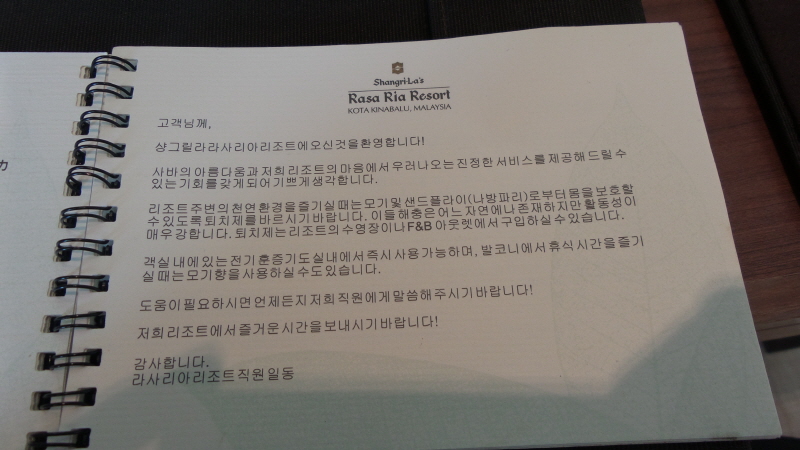 Shangri-La's
Rasa Ria Resort
KOTA KINABALU, MALAYSIA
고객님께,
샹그릴라라사리아리조트에오신것을환영합니다!
사바의 아름다움과 저희 리조트의 마음에서 우러나오는 진정한 서비스를 제공해 드릴 수
있는 기회를 갖게 되어 기쁘게 생각합니다.
리조트 주변의 천연 환경을 즐기실 때는 모기 및 샌드플라이(나방파리)로부터 몸을 보호할
수 있도록 퇴치제를 바르시기 바랍니다. 이들 해충은 어느 자연에나 존재하지만 활동성이
매우 강합니다. 퇴치제는 리조트의 수영장이나 F&B 아웃렛에서 구입하실 수 있습니다.
객실 내에 있는 전기 훈증기도 실내에서 즉시 사용 가능하며, 발코니에서 휴식 시간을 즐기
실 때는 모기향을 사용하실 수도 있습니다.
도움이 필요하시면 언제든지 저희 직원에게 말씀해 주시기 바랍니다!
저희 리조트에서 즐거운 시간을 보내시기 바랍니다!
감사합니다.
라사리아리조트직원일동